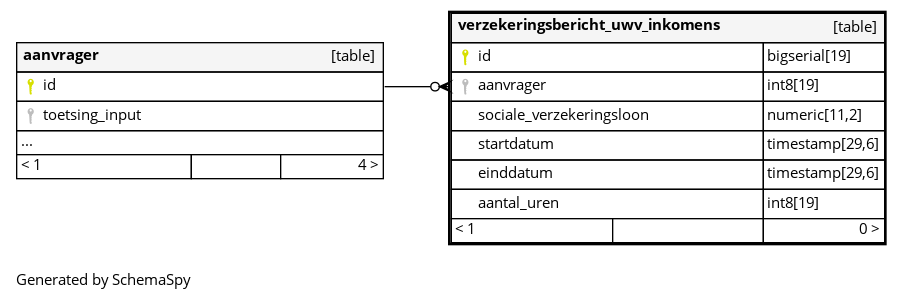 aanvrager [table]
id
toetsing_input
...
< 1 4 >
verzekeringsbericht_uwv_inkomens [table]
id bigserial[19]
aanvrager int8[19]
sociale_verzekeringsloon numeric[11,2]
startdatum timestamp[29,6]
einddatum timestamp[29,6]
aantal_uren int8[19]
< 1 0 >
Generated by SchemaSpy